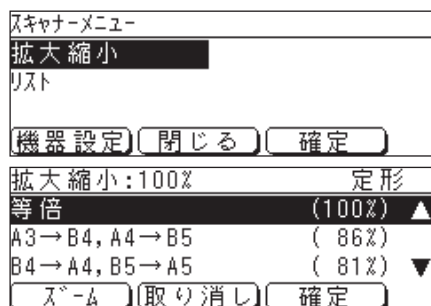 ｽｷｬﾅｰﾒﾆｭｰ
拡大縮小
ﾘｽﾄ
機器設定 閉じる 確定
拡大縮小:100% 定形
等倍 (100%) ▲
A3→B4,A4→B5 ( 86%)
B4→A4,B5→A5 ( 81%) ▼
ｽﾞｰﾑ 取り消し 確定